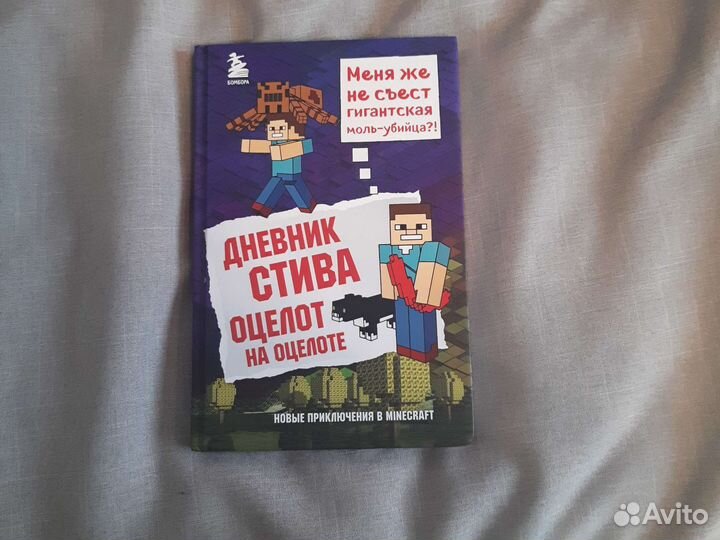 БОМБОРА
Меня же
не съест
гигантская
моль-убийца?!
ДНЕВНИК
СТИВА
ОЦЕЛОТ
НА ОЦЕЛОТЕ
НОВЫЕ ПРИКЛЮЧЕНИЯ В MINECRAFT
Avito